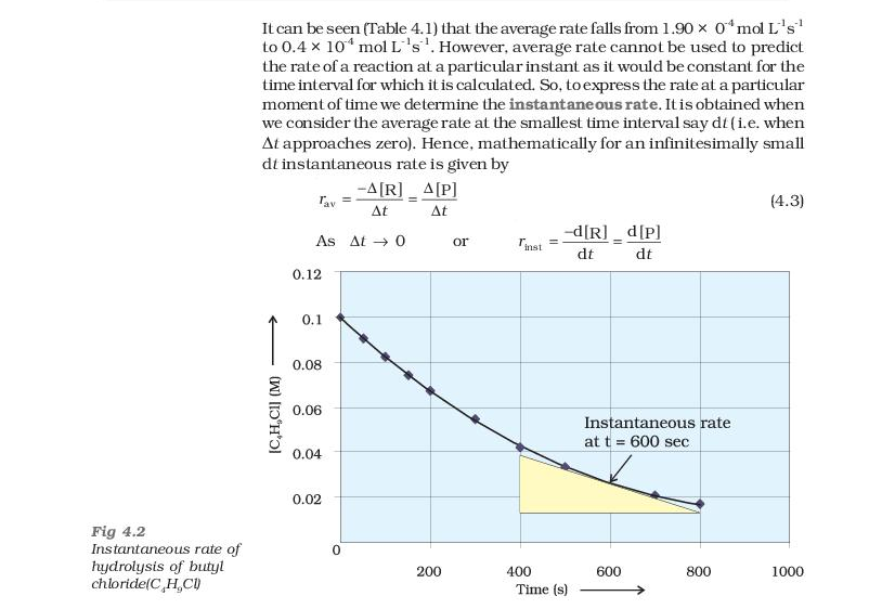 It can be seen (Table 4.1) that the average rate falls from 1.90 × 0⁻⁴ mol L⁻¹s⁻¹
to 0.4 × 10⁻⁴ mol L⁻¹s⁻¹. However, average rate cannot be used to predict
the rate of a reaction at a particular instant as it would be constant for the
time interval for which it is calculated. So, to express the rate at a particular
moment of time we determine the instantaneous rate. It is obtained when
we consider the average rate at the smallest time interval say dt ( i.e. when
Δt approaches zero). Hence, mathematically for an infinitesimally small
dt instantaneous rate is given by
r_av = −Δ[R]/Δt = Δ[P]/Δt (4.3)
As Δt → 0 or r_inst = −d[R]/dt = d[P]/dt
0.12
0.1
0.08
0.06
0.04
0.02
0
[C₄H₉Cl] (M)
Instantaneous rate
at t = 600 sec
200 400 600 800 1000
Time (s)
Fig 4.2
Instantaneous rate of
hydrolysis of butyl
chloride(C₄H₉Cl)